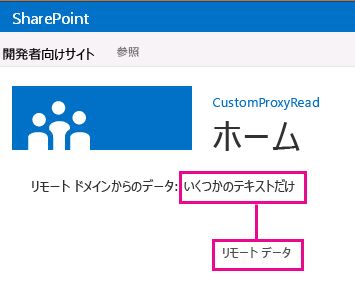 SharePoint
開発者向けサイト 参照
CustomProxyRead
ホーム
リモート ドメインからのデータ: いくつかのテキストだけ
リモート データ